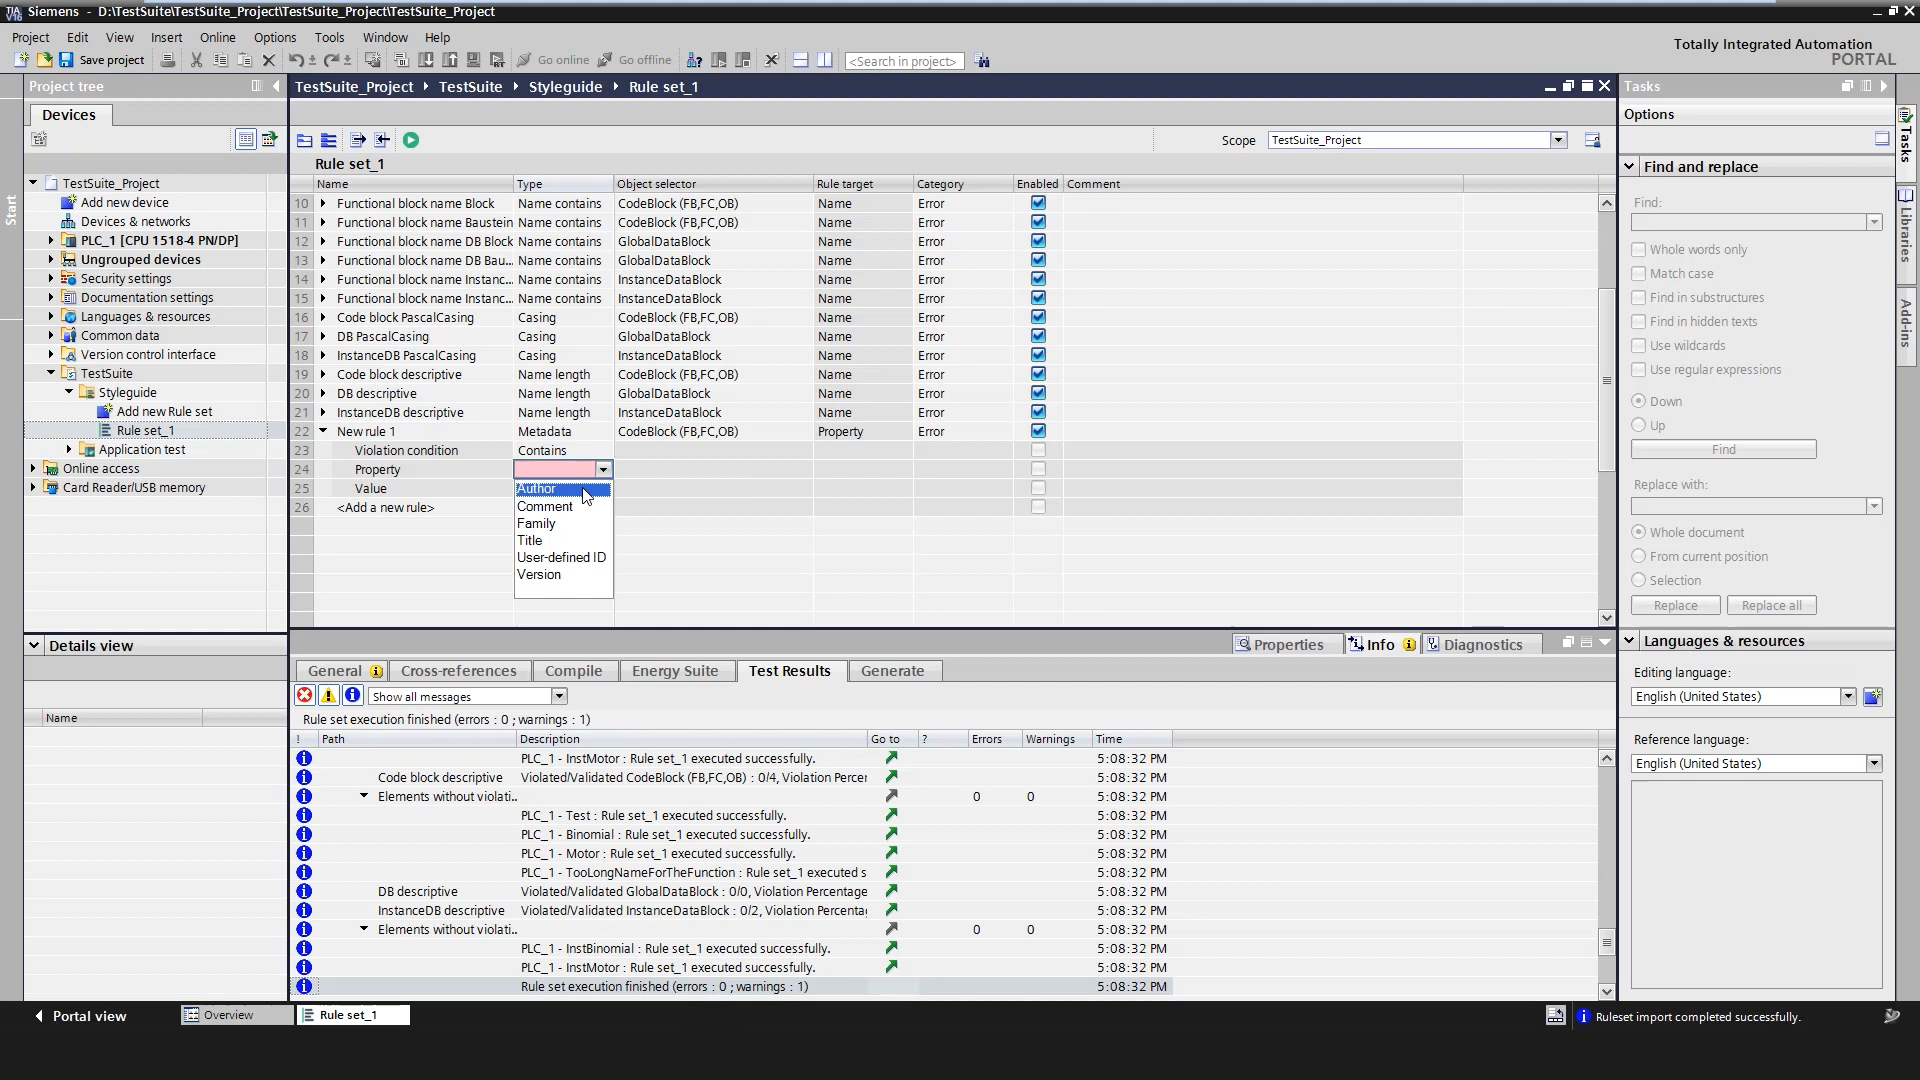 Siemens - D:\TestSuite\TestSuite_Project\TestSuite_Project\TestSuite_Project
Project Edit View Insert Online Options Tools Window Help
Totally Integrated Automation
PORTAL
Save project Go online Go offline <Search in project>
Project tree
TestSuite_Project TestSuite Styleguide Rule set_1
Tasks
Devices
Options
Scope TestSuite_Project
Find and replace
Rule set_1
Name Type Object selector Rule target Category Enabled Comment
10 Functional block name Block Name contains CodeBlock (FB,FC,OB) Name Error
11 Functional block name Baustein Name contains CodeBlock (FB,FC,OB) Name Error
12 Functional block name DB Block Name contains GlobalDataBlock Name Error
13 Functional block name DB Bau... Name contains GlobalDataBlock Name Error
14 Functional block name Instanc... Name contains InstanceDataBlock Name Error
15 Functional block name Instanc... Name contains InstanceDataBlock Name Error
16 Code block PascalCasing Casing CodeBlock (FB,FC,OB) Name Error
17 DB PascalCasing Casing GlobalDataBlock Name Error
18 InstanceDB PascalCasing Casing InstanceDataBlock Name Error
19 Code block descriptive Name length CodeBlock (FB,FC,OB) Name Error
20 DB descriptive Name length GlobalDataBlock Name Error
21 InstanceDB descriptive Name length InstanceDataBlock Name Error
22 New rule 1 Metadata CodeBlock (FB,FC,OB) Property Error
23 Violation condition Contains
24 Property
25 Value
26 <Add a new rule>
Author
Comment
Family
Title
User-defined ID
Version
Start
TestSuite_Project
Add new device
Devices & networks
PLC_1 [CPU 1518-4 PN/DP]
Ungrouped devices
Security settings
Documentation settings
Languages & resources
Common data
Version control interface
TestSuite
Styleguide
Add new Rule set
Rule set_1
Application test
Online access
Card Reader/USB memory
Details view
Name
Find:
Whole words only
Match case
Find in substructures
Find in hidden texts
Use wildcards
Use regular expressions
Down
Up
Find
Replace with:
Whole document
From current position
Selection
Replace Replace all
Languages & resources
Editing language:
English (United States)
Reference language:
English (United States)
Tasks
Libraries
Add-ins
Properties Info Diagnostics
General Cross-references Compile Energy Suite Test Results Generate
Show all messages
Rule set execution finished (errors : 0 ; warnings : 1)
! Path Description Go to ? Errors Warnings Time
PLC_1 - InstMotor : Rule set_1 executed successfully. 5:08:32 PM
Code block descriptive Violated/Validated CodeBlock (FB,FC,OB) : 0/4, Violation Percer 5:08:32 PM
Elements without violati.. 0 0 5:08:32 PM
PLC_1 - Test : Rule set_1 executed successfully. 5:08:32 PM
PLC_1 - Binomial : Rule set_1 executed successfully. 5:08:32 PM
PLC_1 - Motor : Rule set_1 executed successfully. 5:08:32 PM
PLC_1 - TooLongNameForTheFunction : Rule set_1 executed s 5:08:32 PM
DB descriptive Violated/Validated GlobalDataBlock : 0/0, Violation Percentage 5:08:32 PM
InstanceDB descriptive Violated/Validated InstanceDataBlock : 0/2, Violation Percenta 5:08:32 PM
Elements without violati.. 0 0 5:08:32 PM
PLC_1 - InstBinomial : Rule set_1 executed successfully. 5:08:32 PM
PLC_1 - InstMotor : Rule set_1 executed successfully. 5:08:32 PM
Rule set execution finished (errors : 0 ; warnings : 1) 5:08:32 PM
Portal view Overview Rule set_1 Ruleset import completed successfully.